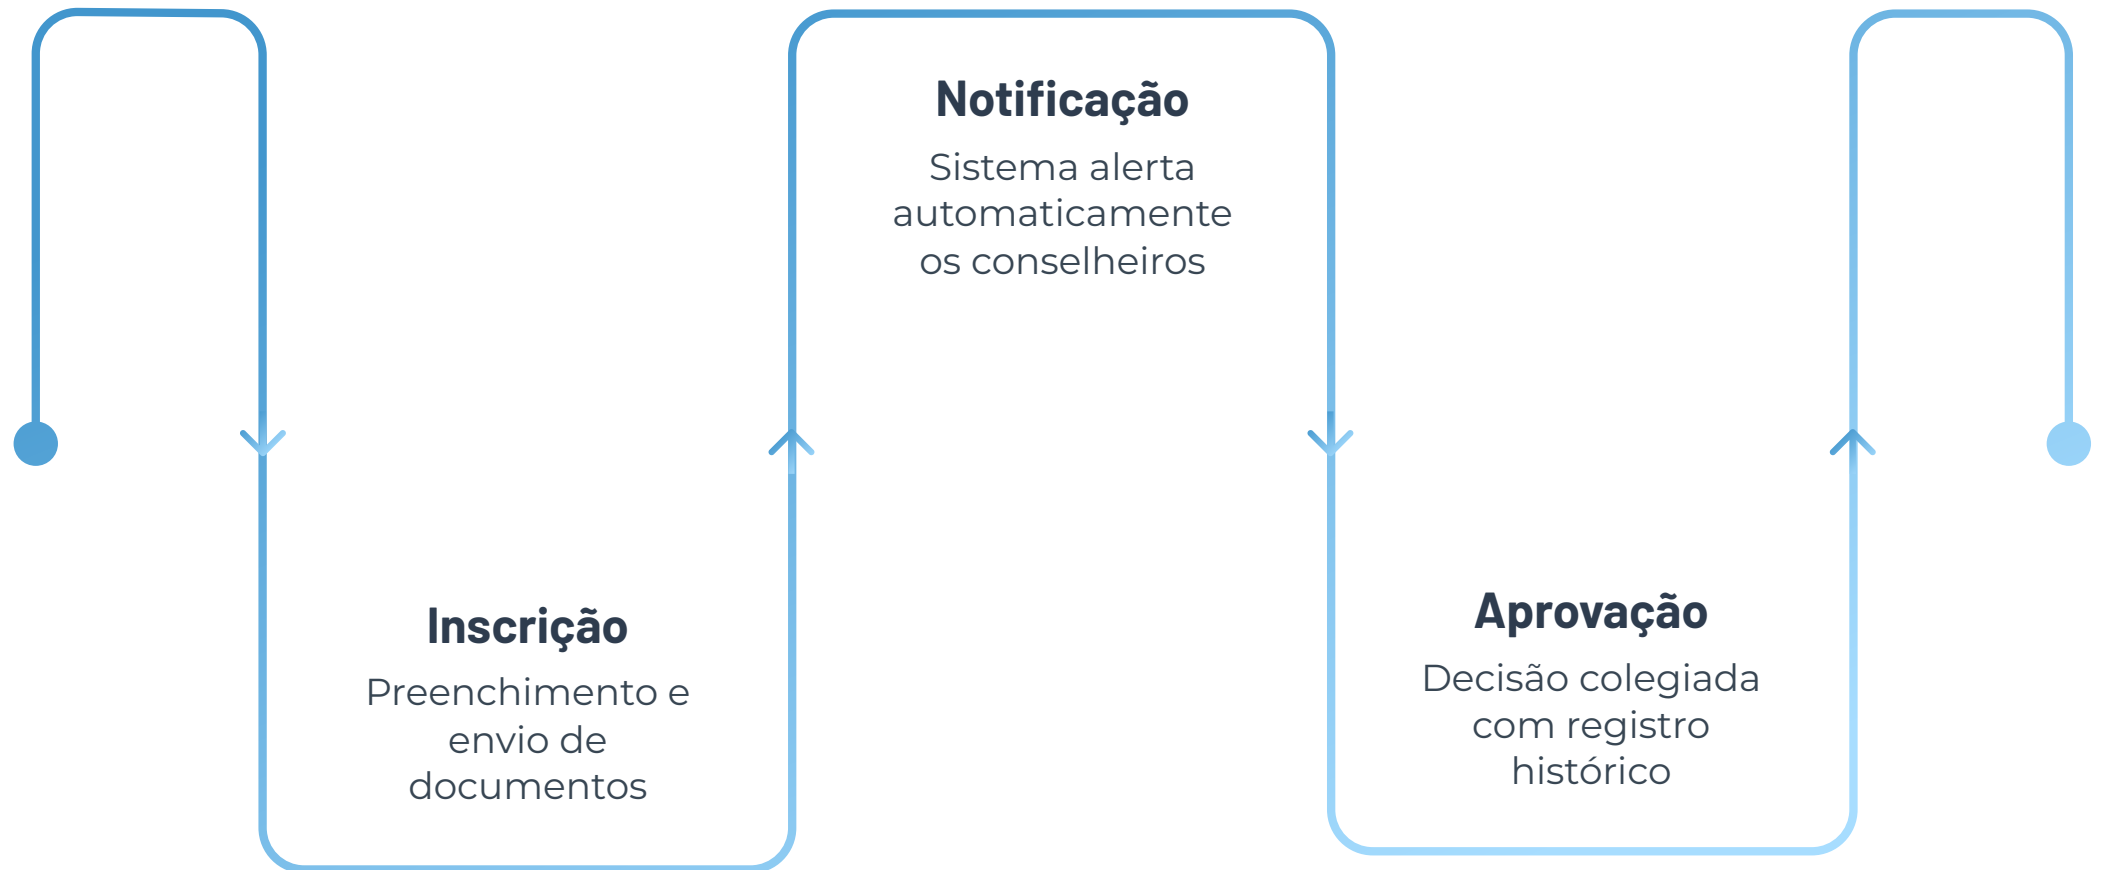 Inscrição
Preenchimento e
envio de
documentos
Notificação
Sistema alerta
automaticamente
os conselheiros
Aprovação
Decisão colegiada
com registro
histórico